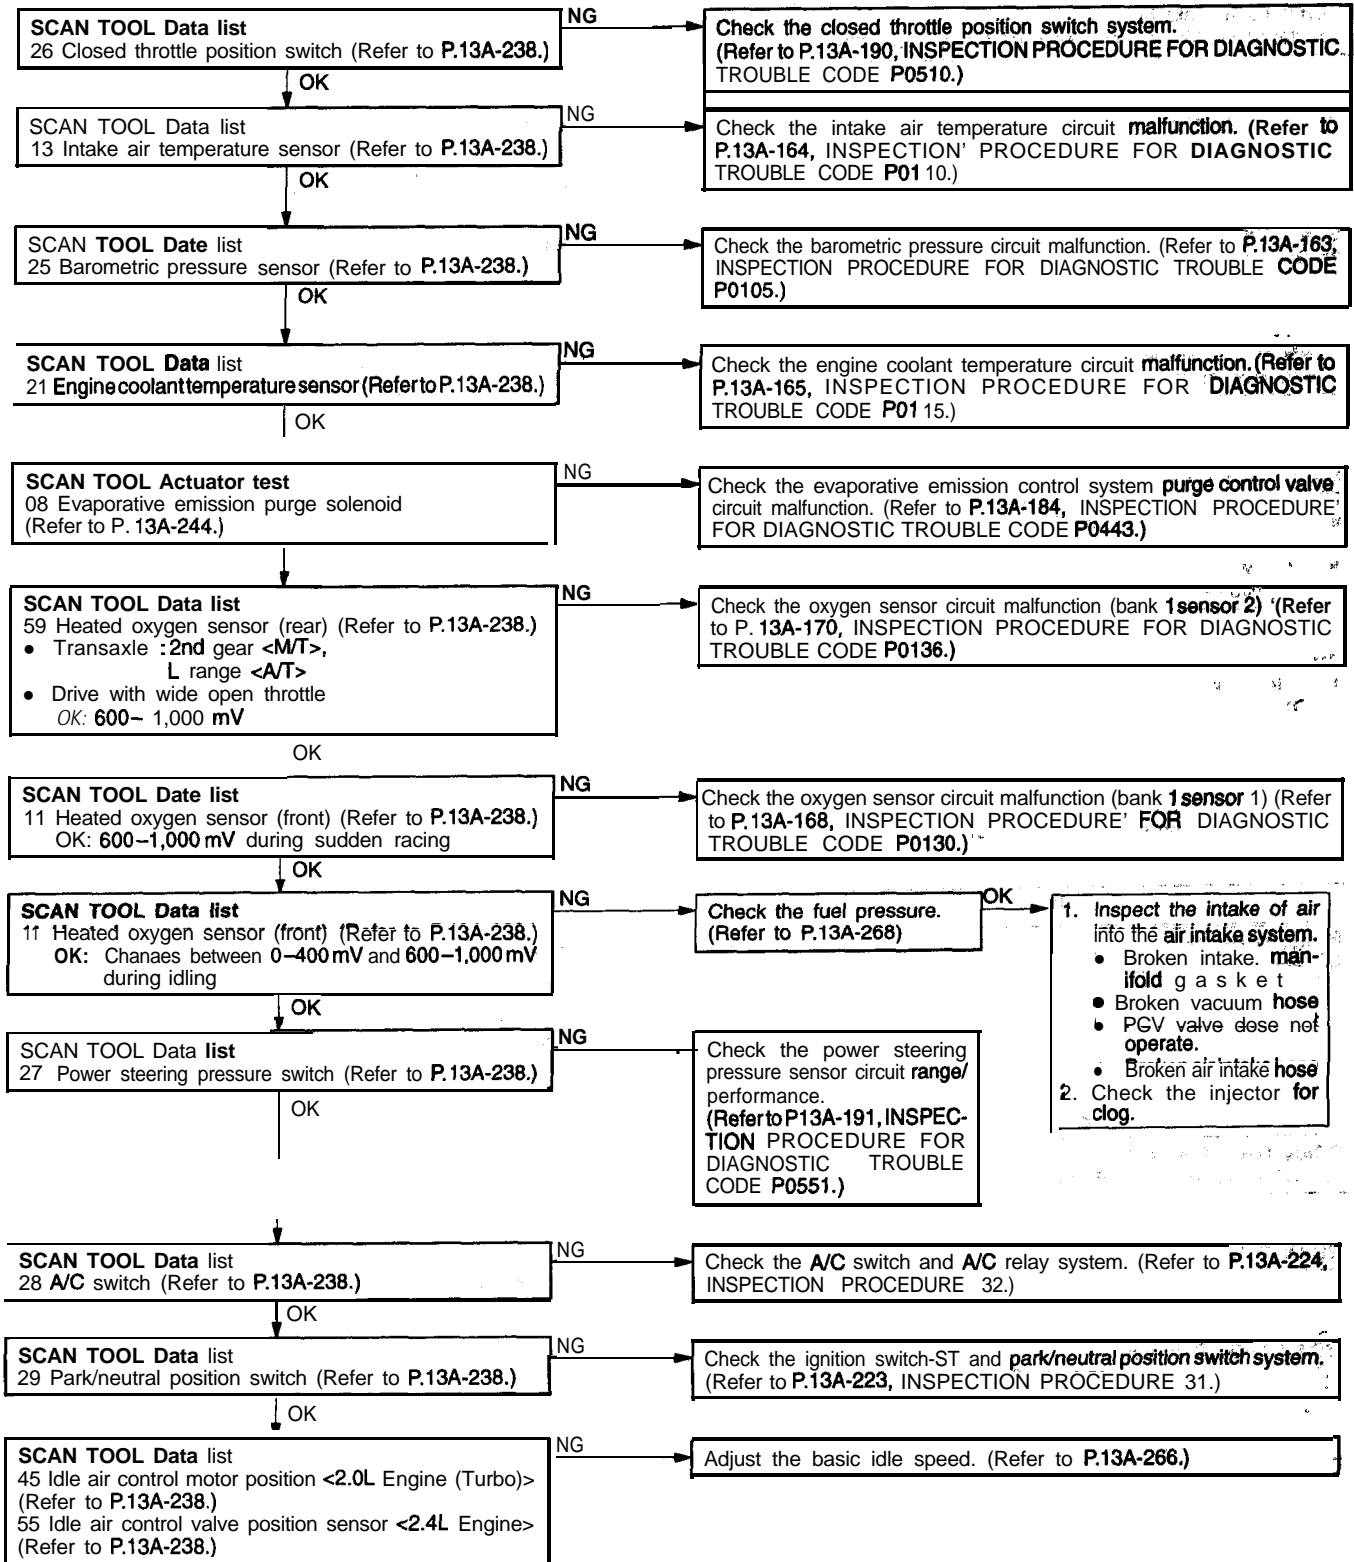 SCAN TOOL Data list
26 Closed throttle position switch (Refer to P.13A-238.)
NG
Check the closed throttle position switch system.
(Refer to P.13A-190, INSPECTION PROCEDURE FOR DIAGNOSTIC
TROUBLE CODE P0510.)
OK
SCAN TOOL Data list
13 Intake air temperature sensor (Refer to P.13A-238.)
NG
Check the intake air temperature circuit malfunction. (Refer to
P.13A-164, INSPECTION' PROCEDURE FOR DIAGNOSTIC
TROUBLE CODE P01 10.)
OK
SCAN TOOL Date list
25 Barometric pressure sensor (Refer to P.13A-238.)
NG
Check the barometric pressure circuit malfunction. (Refer to P.13A-163,
INSPECTION PROCEDURE FOR DIAGNOSTIC TROUBLE CODE
P0105.)
OK
SCAN TOOL Data list
21 Engine coolant temperature sensor (Refer to P.13A-238.)
NG
Check the engine coolant temperature circuit malfunction. (Refer to
P.13A-165, INSPECTION PROCEDURE FOR DIAGNOSTIC
TROUBLE CODE P01 15.)
OK
SCAN TOOL Actuator test
08 Evaporative emission purge solenoid
(Refer to P. 13A-244.)
NG
Check the evaporative emission control system purge control valve
circuit malfunction. (Refer to P.13A-184, INSPECTION PROCEDURE'
FOR DIAGNOSTIC TROUBLE CODE P0443.)
SCAN TOOL Data list
59 Heated oxygen sensor (rear) (Refer to P.13A-238.)
● Transaxle : 2nd gear <M/T>,
L range <A/T>
● Drive with wide open throttle
OK: 600– 1,000 mV
NG
Check the oxygen sensor circuit malfunction (bank 1 sensor 2) '(Refer
to P. 13A-170, INSPECTION PROCEDURE FOR DIAGNOSTIC
TROUBLE CODE P0136.)
OK
SCAN TOOL Date list
11 Heated oxygen sensor (front) (Refer to P.13A-238.)
OK: 600–1,000 mV during sudden racing
NG
Check the oxygen sensor circuit malfunction (bank 1 sensor 1) (Refer
to P.13A-168, INSPECTION PROCEDURE' FOR DIAGNOSTIC
TROUBLE CODE P0130.)
OK
SCAN TOOL Data list
11 Heated oxygen sensor (front) (Refer to P.13A-238.)
OK: Chanaes between 0–400 mV and 600–1,000 mV
during idling
NG
Check the fuel pressure.
(Refer to P.13A-268)
OK
1. Inspect the intake of air
into the air intake system.
● Broken intake. man-
ifold gasket
● Broken vacuum hose
● PGV valve dose not
operate.
● Broken air intake hose
2. Check the injector for
clog.
OK
SCAN TOOL Data list
27 Power steering pressure switch (Refer to P.13A-238.)
NG
Check the power steering
pressure sensor circuit range/
performance.
(Refer to P13A-191, INSPEC-
TION PROCEDURE FOR
DIAGNOSTIC TROUBLE
CODE P0551.)
OK
SCAN TOOL Data list
28 A/C switch (Refer to P.13A-238.)
NG
Check the A/C switch and A/C relay system. (Refer to P.13A-224,
INSPECTION PROCEDURE 32.)
OK
SCAN TOOL Data list
29 Park/neutral position switch (Refer to P.13A-238.)
NG
Check the ignition switch-ST and park/neutral position switch system.
(Refer to P.13A-223, INSPECTION PROCEDURE 31.)
OK
SCAN TOOL Data list
45 Idle air control motor position <2.0L Engine (Turbo)>
(Refer to P.13A-238.)
55 Idle air control valve position sensor <2.4L Engine>
(Refer to P.13A-238.)
NG
Adjust the basic idle speed. (Refer to P.13A-266.)